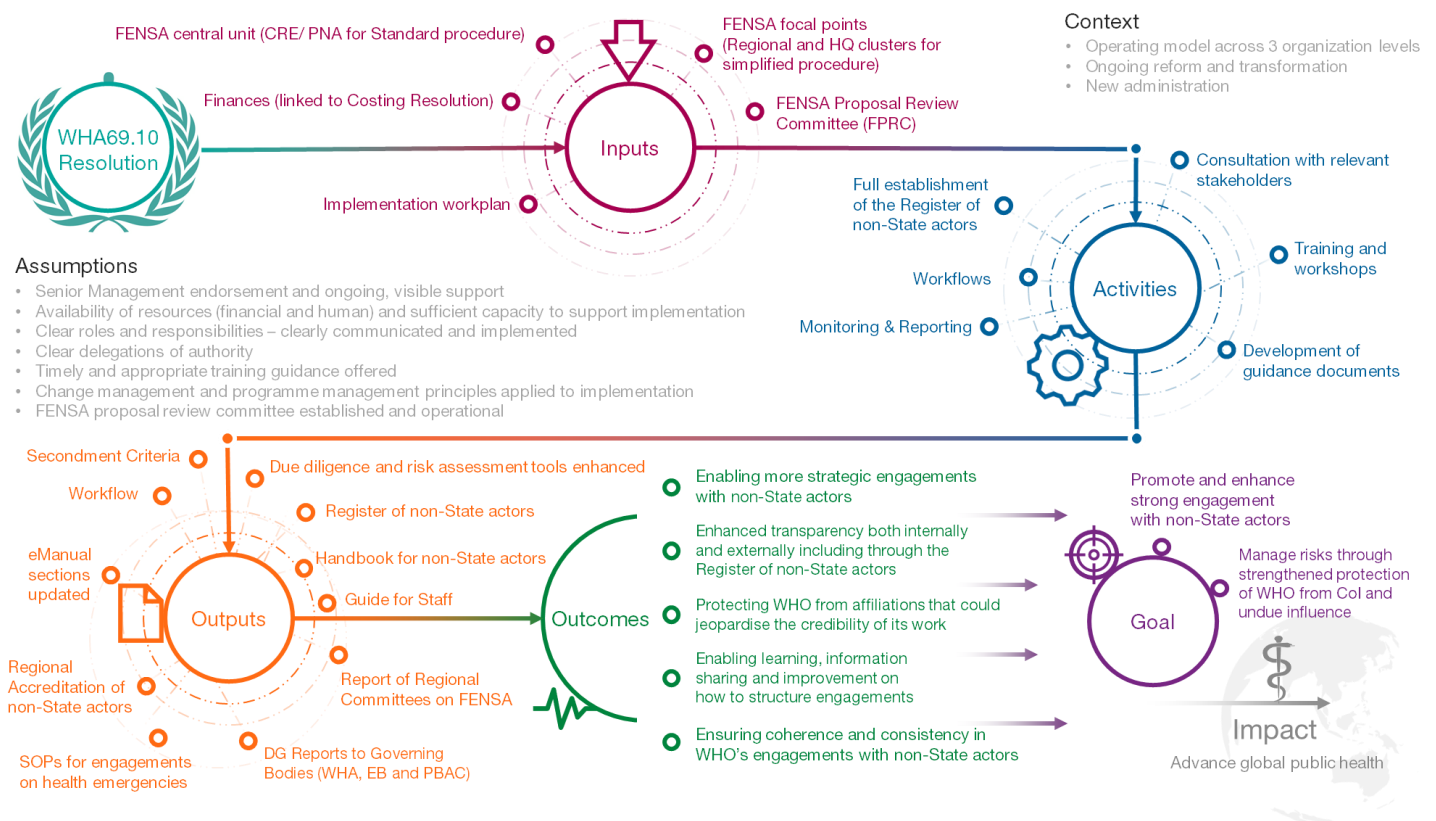 FENSA central unit (CRE/ PNA for Standard procedure)
FENSA focal points
(Regional and HQ clusters for
simplified procedure)
Finances (linked to Costing Resolution)
FENSA Proposal Review
Committee (FPRC)
Implementation workplan
WHA69.10
Resolution
Inputs
Context
• Operating model across 3 organization levels
• Ongoing reform and transformation
• New administration
Consultation with relevant
stakeholders
Full establishment
of the Register of
non-State actors
Training and
workshops
Workflows
Activities
Monitoring & Reporting
Development of
guidance documents
Assumptions
• Senior Management endorsement and ongoing, visible support
• Availability of resources (financial and human) and sufficient capacity to support implementation
• Clear roles and responsibilities – clearly communicated and implemented
• Clear delegations of authority
• Timely and appropriate training guidance offered
• Change management and programme management principles applied to implementation
• FENSA proposal review committee established and operational
Secondment Criteria
Due diligence and risk assessment tools enhanced
Workflow
Register of non-State actors
eManual
sections
updated
Handbook for non-State actors
Guide for Staff
Outputs
Regional
Accreditation of
non-State actors
Report of Regional
Committees on FENSA
SOPs for engagements
on health emergencies
DG Reports to Governing
Bodies (WHA, EB and PBAC)
Outcomes
Enabling more strategic engagements
with non-State actors
Enhanced transparency both internally
and externally including through the
Register of non-State actors
Protecting WHO from affiliations that could
jeopardise the credibility of its work
Enabling learning, information
sharing and improvement on
how to structure engagements
Ensuring coherence and consistency in
WHO's engagements with non-State actors
Promote and enhance
strong engagement
with non-State actors
Manage risks through
strengthened protection
of WHO from CoI and
undue influence
Goal
Impact
Advance global public health